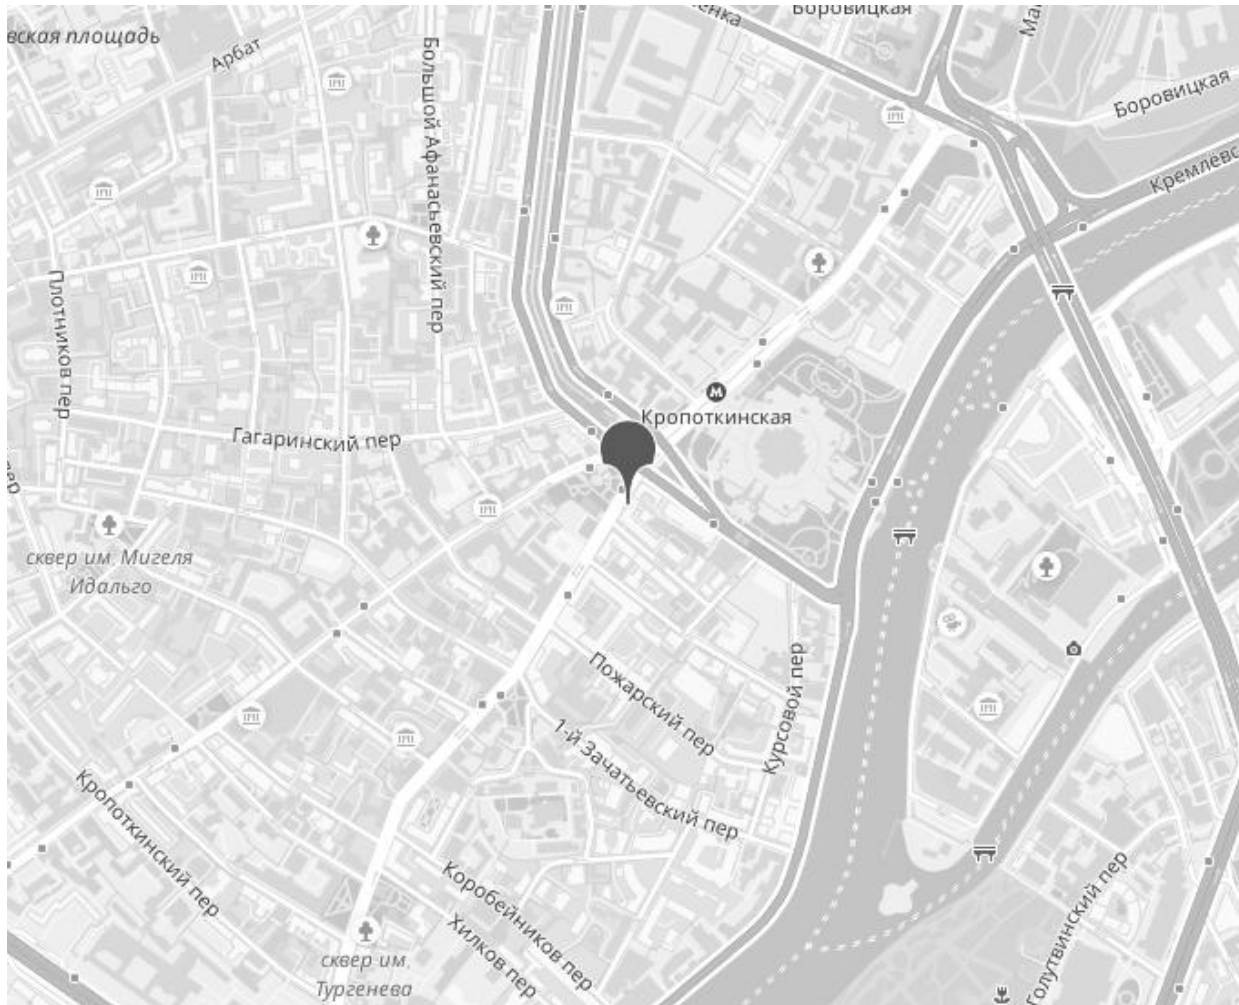 Боровицкая
вская площадь
Арбат
Большой Афанасьевский пер
Боровицкая
Плотников пер
Кропоткинская
Гагаринский пер
сквер им. Мигеля
Идальго
Пожарский пер
Курсовой пер
1-й Зачатьевский пер
Кропоткинский пер
Коробейников пер
Хилков пер
Голутвинский пер
сквер им.
Тургенева